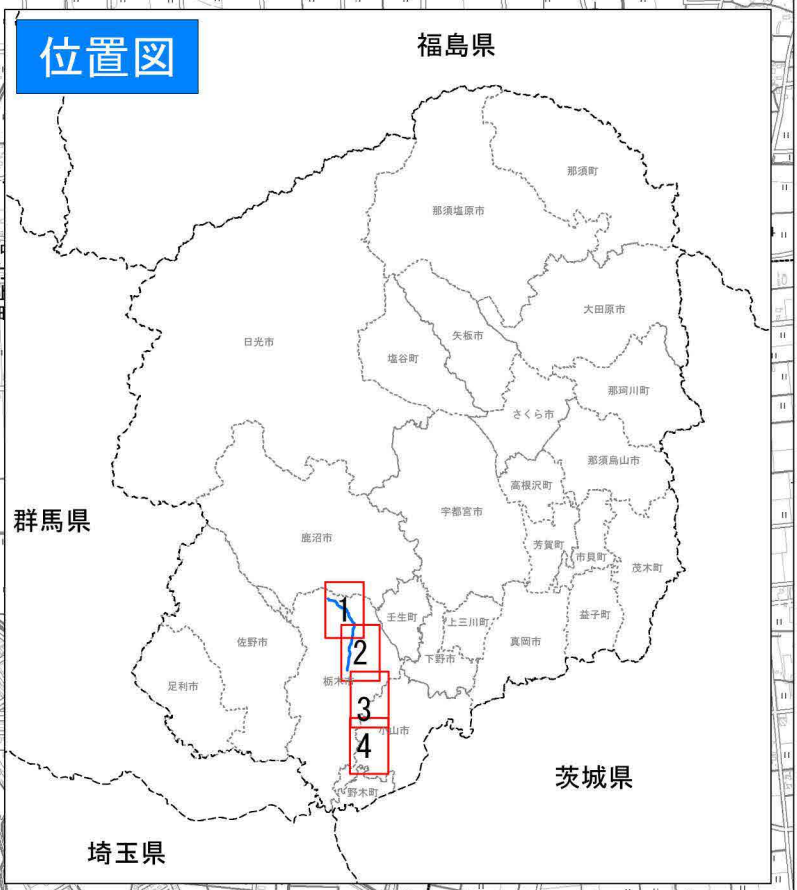 位置図
福島県
那須町
那須塩原市
大田原市
日光市
矢板市
塩谷町
那珂川町
さくら市
那須烏山市
高根沢町
宇都宮市
群馬県
鹿沼市
芳賀町
市貝町
茂木町
1
壬生町
上三川町
益子町
佐野市
真岡市
2
下野市
栃木市
足利市
3
小山市
4
茨城県
野木町
埼玉県